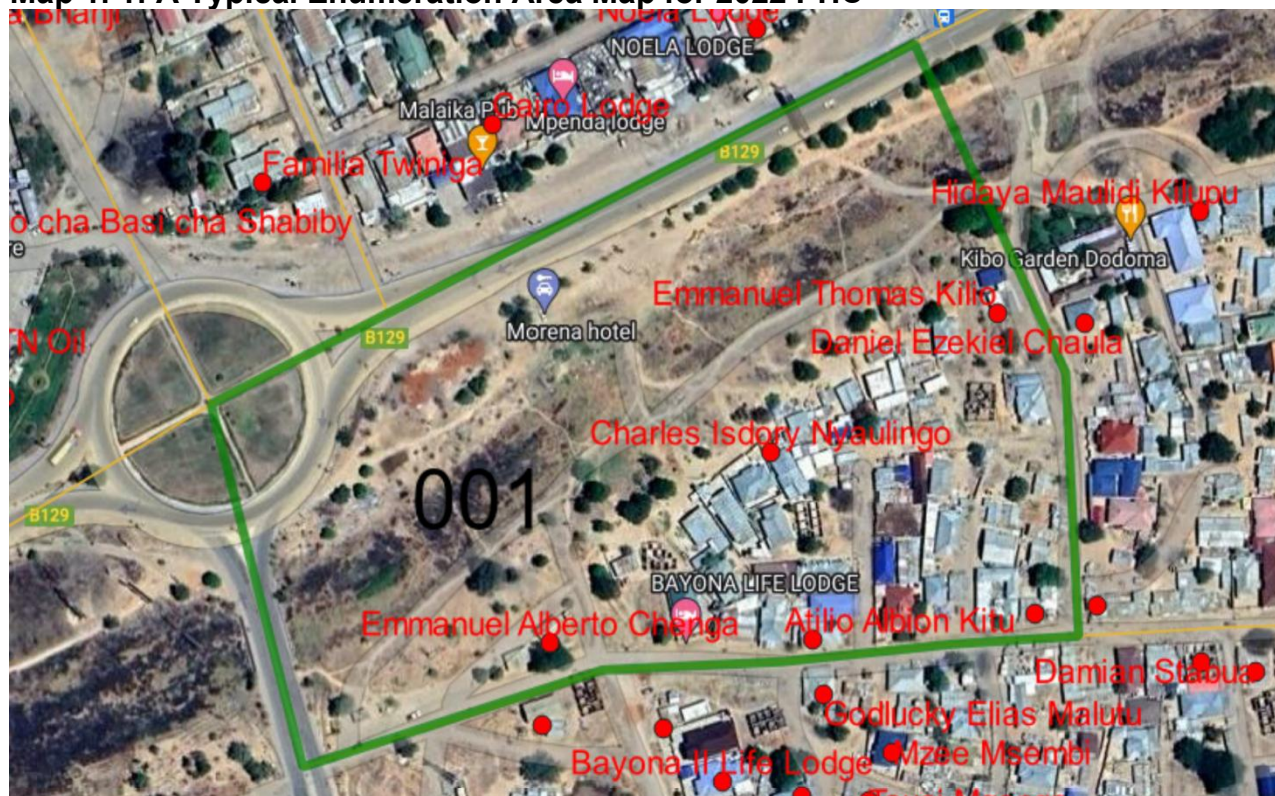 Map 1. 1: A Typical Enumeration Area Map for 2022 PHC
a Bhanji
Noela Lodge
NOELA LODGE
Malaika Pub
Cairo Lodge
Mpenda lodge
Familia Twiniga
B129
Hidaya Maulidi Kilupu
o cha Basi cha Shabiby
re
Kibo Garden Dodoma
Emmanuel Thomas Kilio
Morena hotel
B129
N Oil
Daniel Ezekiel Chaula
Charles Isdory Nyaulingo
001
B129
BAYONA LIFE LODGE
Emmanuel Alberto Chenga
Atilio Albion Kitu
Damian Stabua
Godlucky Elias Malutu
Bayona II Life Lodge
Mzee Msembi